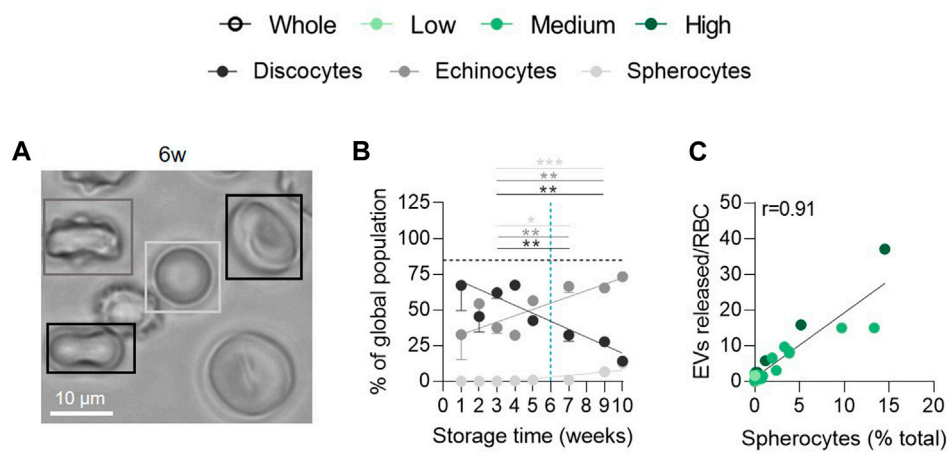 Whole Low Medium High
Discocytes Echinocytes Spherocytes
A
6w
10 μm
B
***
**
**
*
**
**
% of global population
125
100
75
50
25
0
0 1 2 3 4 5 6 7 8 9 10
Storage time (weeks)
C
r=0.91
EVs released/RBC
50
40
30
20
10
0
0 5 10 15 20
Spherocytes (% total)